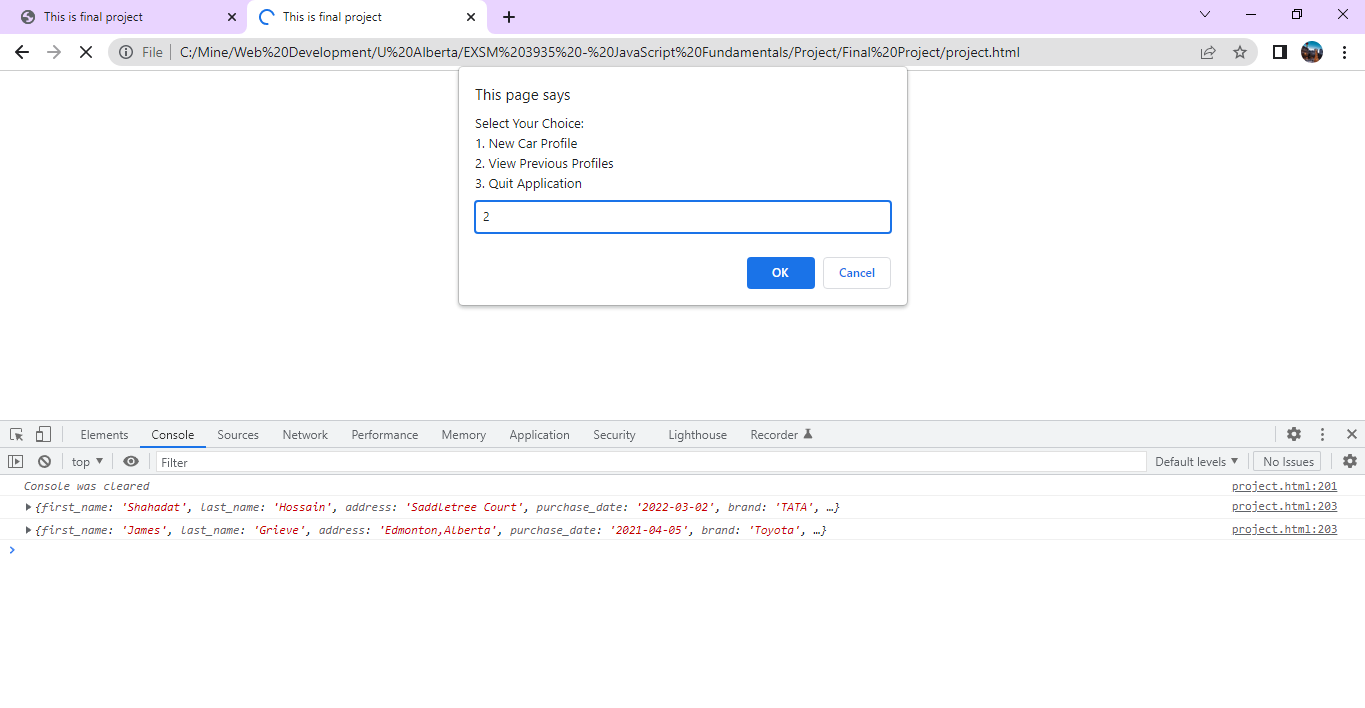 This is final project
This is final project
File
C:/Mine/Web%20Development/U%20Alberta/EXSM%203935%20-%20JavaScript%20Fundamentals/Project/Final%20Project/project.html
This page says
Select Your Choice:
1. New Car Profile
2. View Previous Profiles
3. Quit Application
2
OK Cancel
Elements Console Sources Network Performance Memory Application Security Lighthouse Recorder
top Filter Default levels No Issues
Console was cleared project.html:201
{first_name: 'Shahadat', last_name: 'Hossain', address: 'Saddletree Court', purchase_date: '2022-03-02', brand: 'TATA', …} project.html:203
{first_name: 'James', last_name: 'Grieve', address: 'Edmonton,Alberta', purchase_date: '2021-04-05', brand: 'Toyota', …} project.html:203